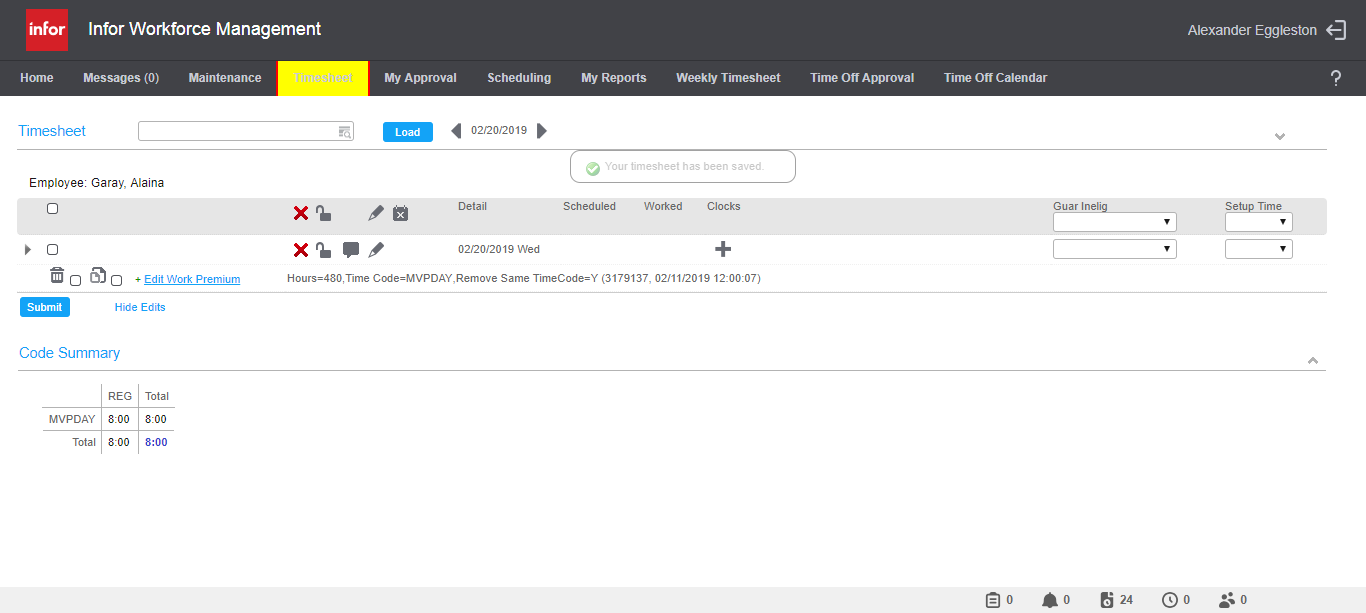 infor
Infor Workforce Management
Alexander Eggleston
Home Messages (0) Maintenance Timesheet My Approval Scheduling My Reports Weekly Timesheet Time Off Approval Time Off Calendar ?
Timesheet Load 02/20/2019
Your timesheet has been saved.
Employee: Garay, Alaina
Detail Scheduled Worked Clocks Guar Inelig Setup Time
02/20/2019 Wed
+ Edit Work Premium Hours=480,Time Code=MVPDAY,Remove Same TimeCode=Y (3179137, 02/11/2019 12:00:07)
Submit Hide Edits
Code Summary
REG Total
MVPDAY 8:00 8:00
Total 8:00 8:00
0 0 24 0 0